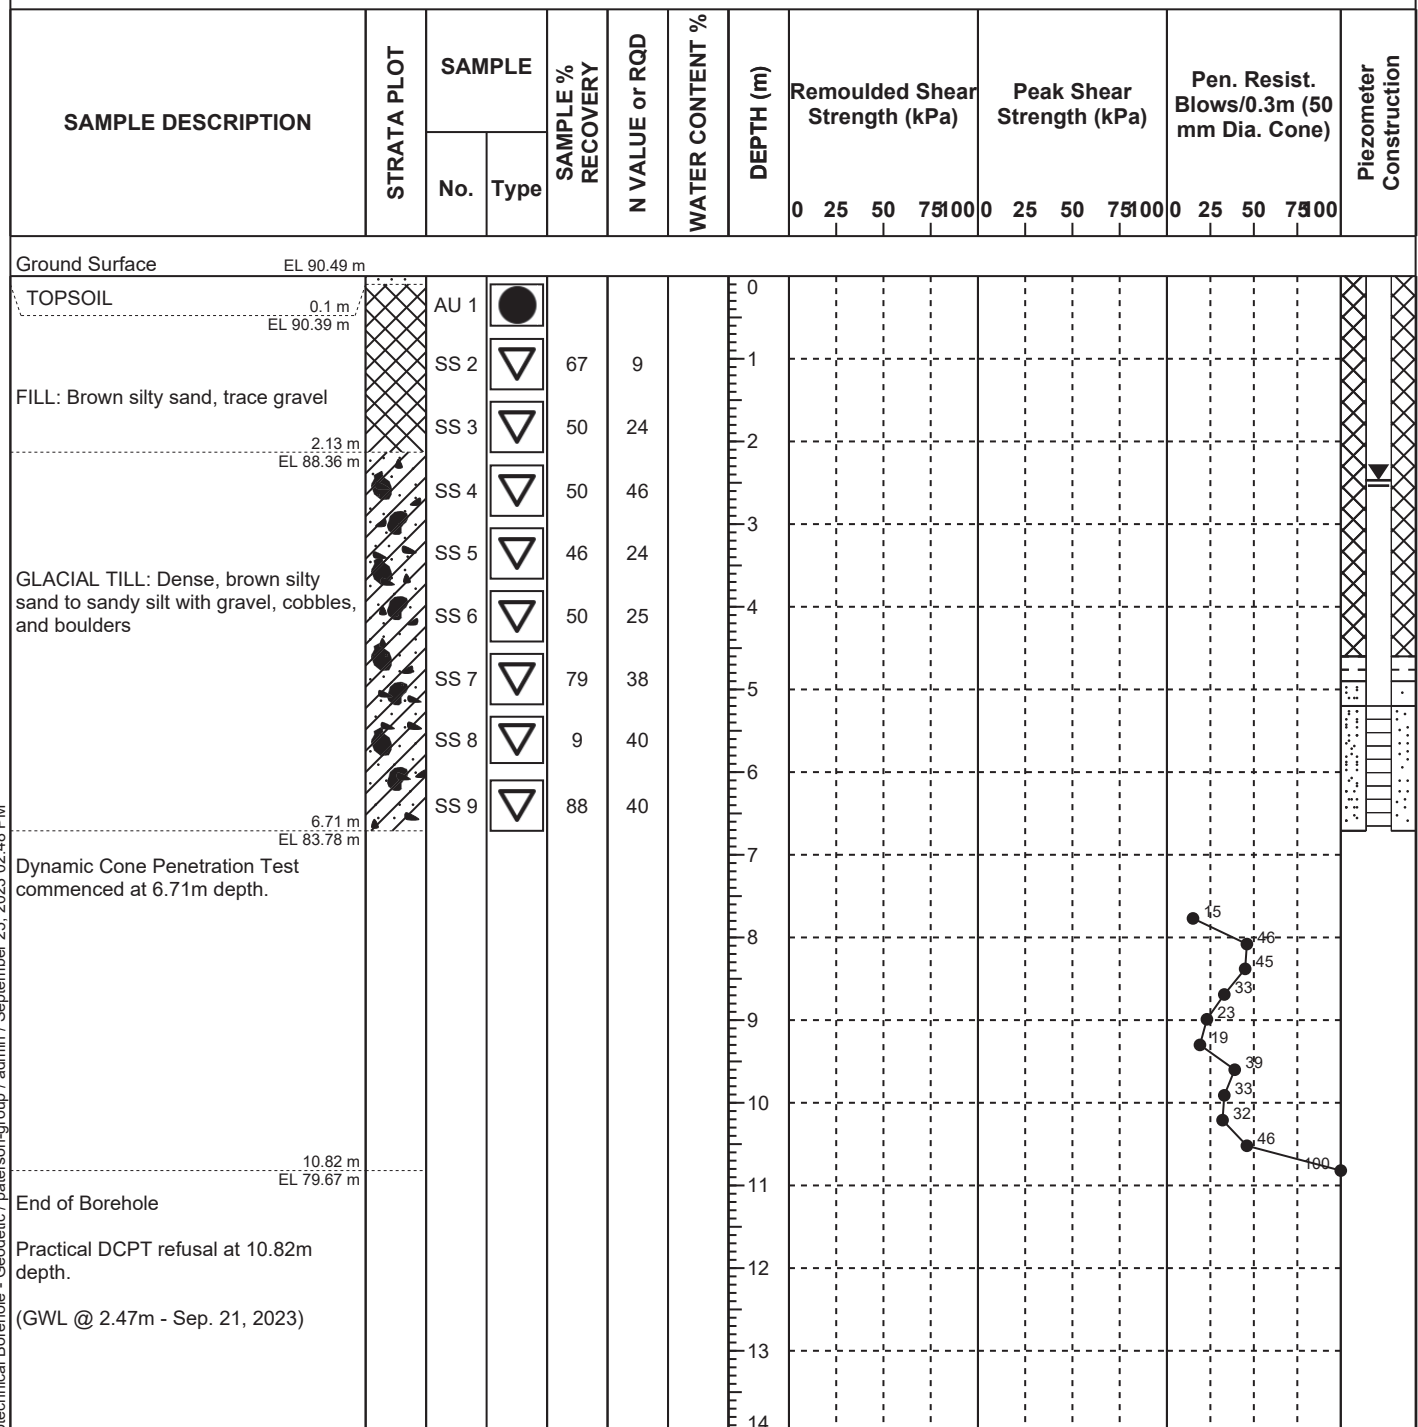 SAMPLE DESCRIPTION
STRATA PLOT
SAMPLE
No.
Type
SAMPLE %
RECOVERY
N VALUE or RQD
WATER CONTENT %
DEPTH (m)
Remoulded Shear
Strength (kPa)
0 25 50 75 100
Peak Shear
Strength (kPa)
0 25 50 75 100
Pen. Resist.
Blows/0.3m (50
mm Dia. Cone)
0 25 50 75 100
Piezometer
Construction
Ground Surface EL 90.49 m
TOPSOIL 0.1 m
EL 90.39 m
FILL: Brown silty sand, trace gravel
2.13 m
EL 88.36 m
GLACIAL TILL: Dense, brown silty
sand to sandy silt with gravel, cobbles,
and boulders
6.71 m
EL 83.78 m
Dynamic Cone Penetration Test
commenced at 6.71m depth.
10.82 m
EL 79.67 m
End of Borehole
Practical DCPT refusal at 10.82m
depth.
(GWL @ 2.47m - Sep. 21, 2023)
AU 1
SS 2 67 9
SS 3 50 24
SS 4 50 46
SS 5 46 24
SS 6 50 25
SS 7 79 38
SS 8 9 40
SS 9 88 40
0
1
2
3
4
5
6
7
8
9
10
11
12
13
14
15
46
45
33
23
19
39
33
32
46
100